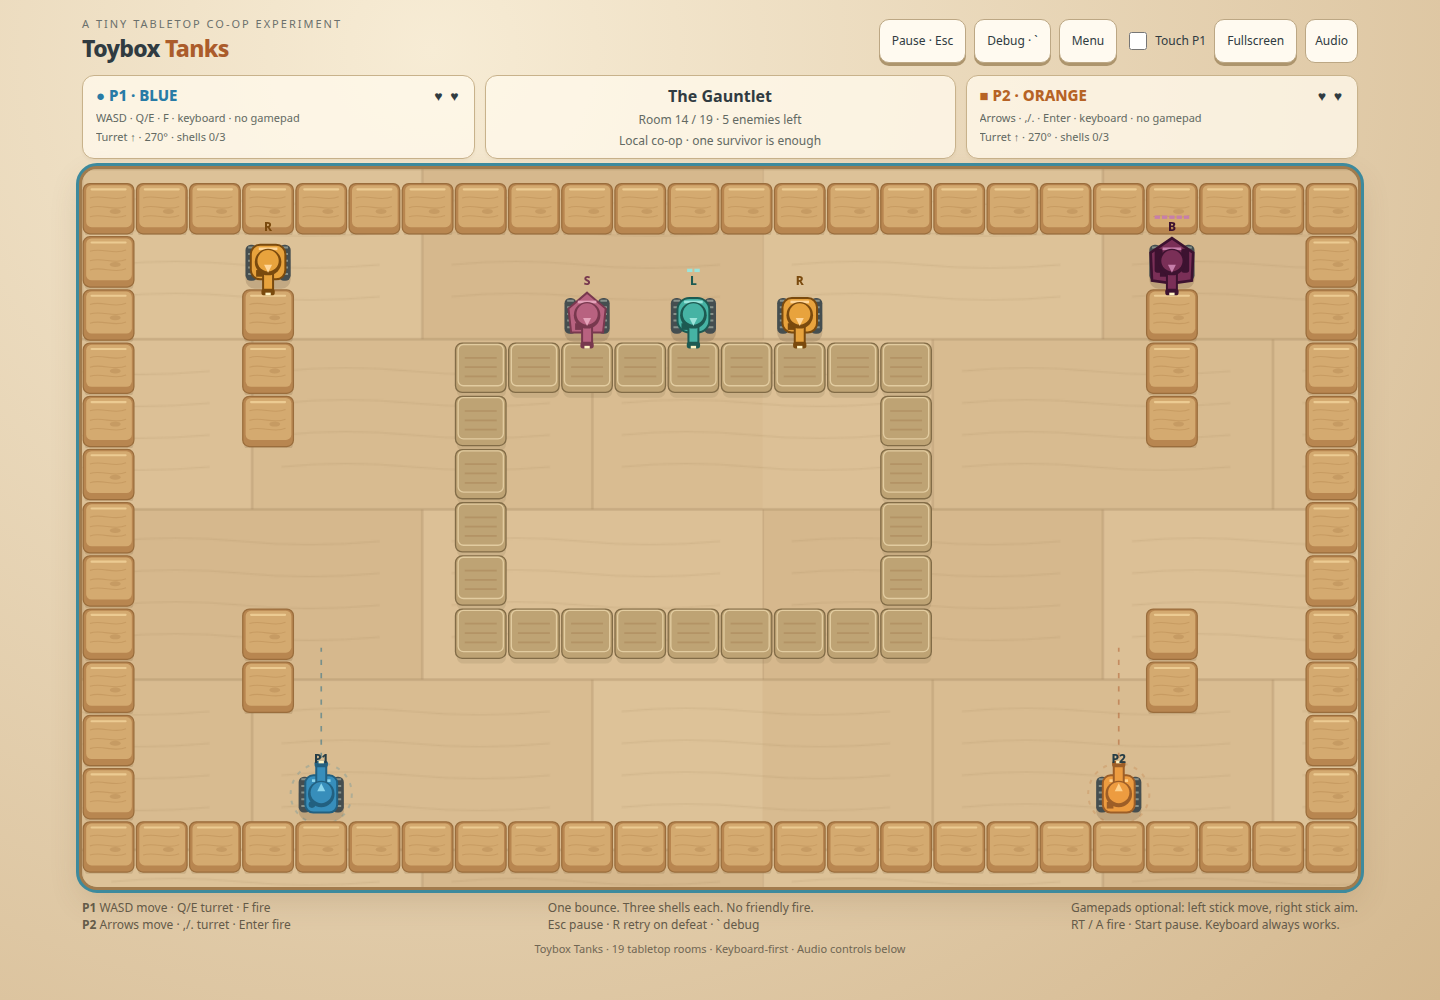 A TINY TABLETOP CO-OP EXPERIMENT
Toybox Tanks
Pause · Esc
Debug · `
Menu
Touch P1
Fullscreen
Audio
● P1 · BLUE ♥ ♥
WASD · Q/E · F · keyboard · no gamepad
Turret ↑ · 270° · shells 0/3
The Gauntlet
Room 14 / 19 · 5 enemies left
Local co-op · one survivor is enough
■ P2 · ORANGE ♥ ♥
Arrows · ,/. · Enter · keyboard · no gamepad
Turret ↑ · 270° · shells 0/3
R
B
S
L
R
P1
P2
P1 WASD move · Q/E turret · F fire
P2 Arrows move · ,/. turret · Enter fire
One bounce. Three shells each. No friendly fire.
Esc pause · R retry on defeat · ` debug
Gamepads optional: left stick move, right stick aim.
RT / A fire · Start pause. Keyboard always works.
Toybox Tanks · 19 tabletop rooms · Keyboard-first · Audio controls below